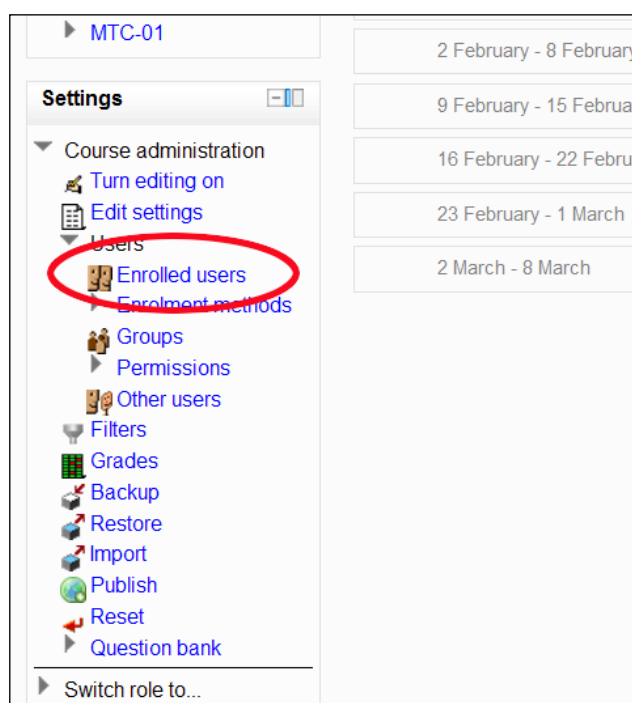 MTC-01
Settings
Course administration
Turn editing on
Edit settings
Users
Enrolled users
Enrolment methods
Groups
Permissions
Other users
Filters
Grades
Backup
Restore
Import
Publish
Reset
Question bank
Switch role to...
2 February - 8 February
9 February - 15 Februa
16 February - 22 Febru
23 February - 1 March
2 March - 8 March